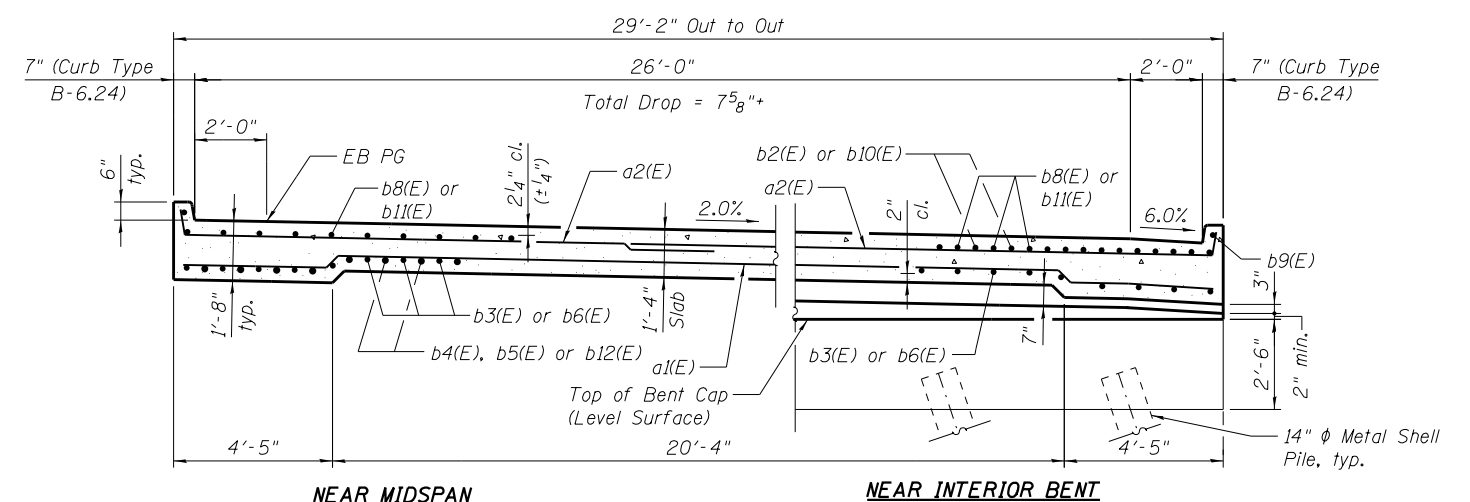 29'-2" Out to Out
7" (Curb Type
B-6.24)
26'-0"
2'-0"
7" (Curb Type
B-6.24)
Total Drop = 7 5/8"+
2'-0"
6"
typ.
EB PG
b8(E) or
b11(E)
2 1/4" cl.
(± 1/4")
a2(E)
b2(E) or b10(E)
a2(E)
b8(E) or
b11(E)
2.0%
2"
cl.
6.0%
b9(E)
1'-8"
typ.
b3(E) or b6(E)
1'-4"
Slab
b4(E), b5(E) or b12(E)
a1(E)
b3(E) or b6(E)
7"
3"
2'-6"
2" min.
Top of Bent Cap
(Level Surface)
14" φ Metal Shell
Pile, typ.
4'-5"
20'-4"
4'-5"
NEAR MIDSPAN
NEAR INTERIOR BENT